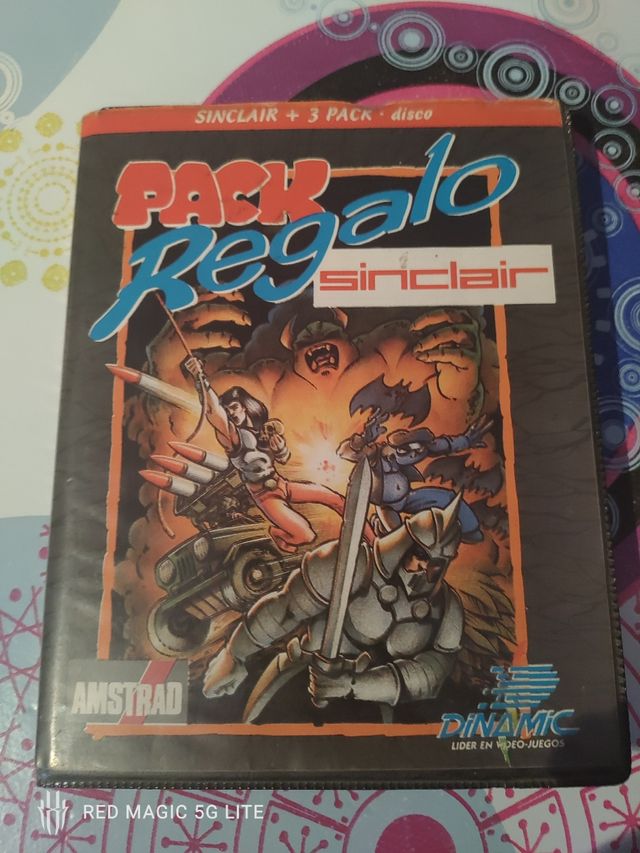 SINCLAIR + 3 PACK · disco
PACK
Regalo
sinclair
AMSTRAD
DiNAMiC
LIDER EN VIDEO-JUEGOS
RED MAGIC 5G LITE